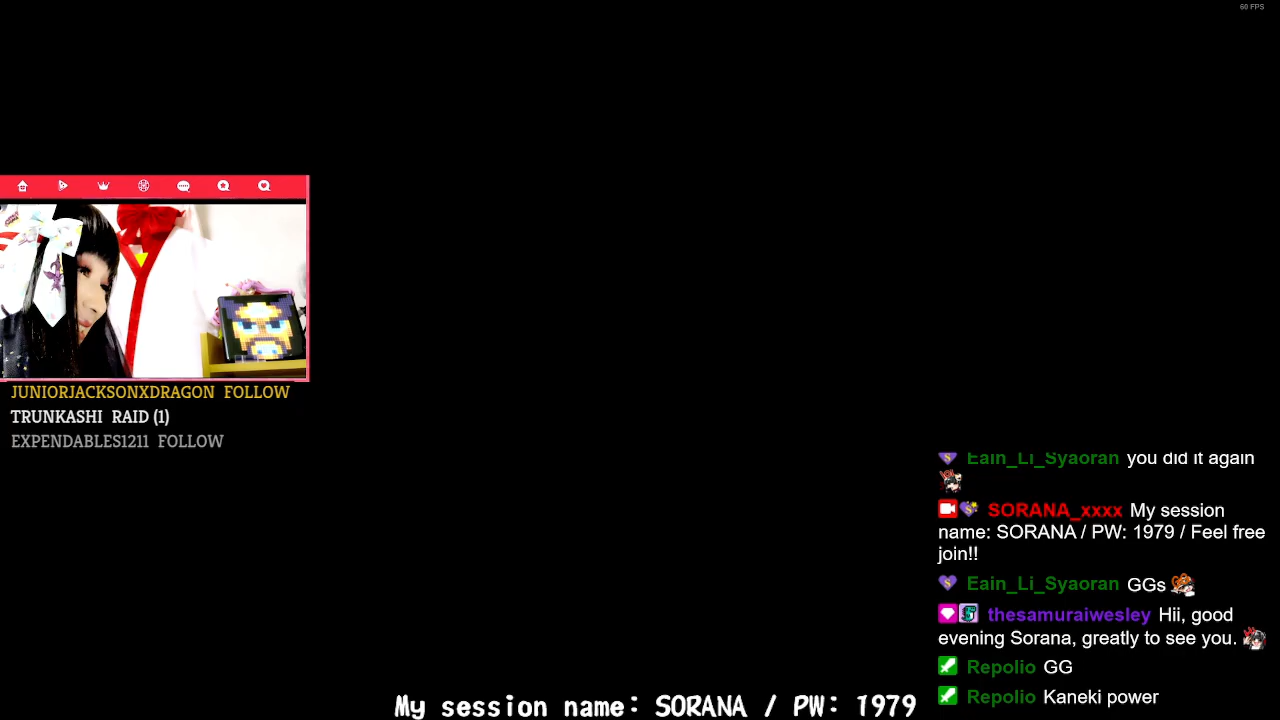 60 FPS
JUNIORJACKSONXDRAGON FOLLOW
TRUNKASHI RAID (1)
EXPENDABLES1211 FOLLOW
Eain_Li_Syaoran you did it again
SORANA_xxxx My session
name: SORANA / PW: 1979 / Feel free
join!!
Eain_Li_Syaoran GGs
thesamuraiwesley Hii, good
evening Sorana, greatly to see you.
Repolio GG
Repolio Kaneki power
My session name: SORANA / PW: 1979